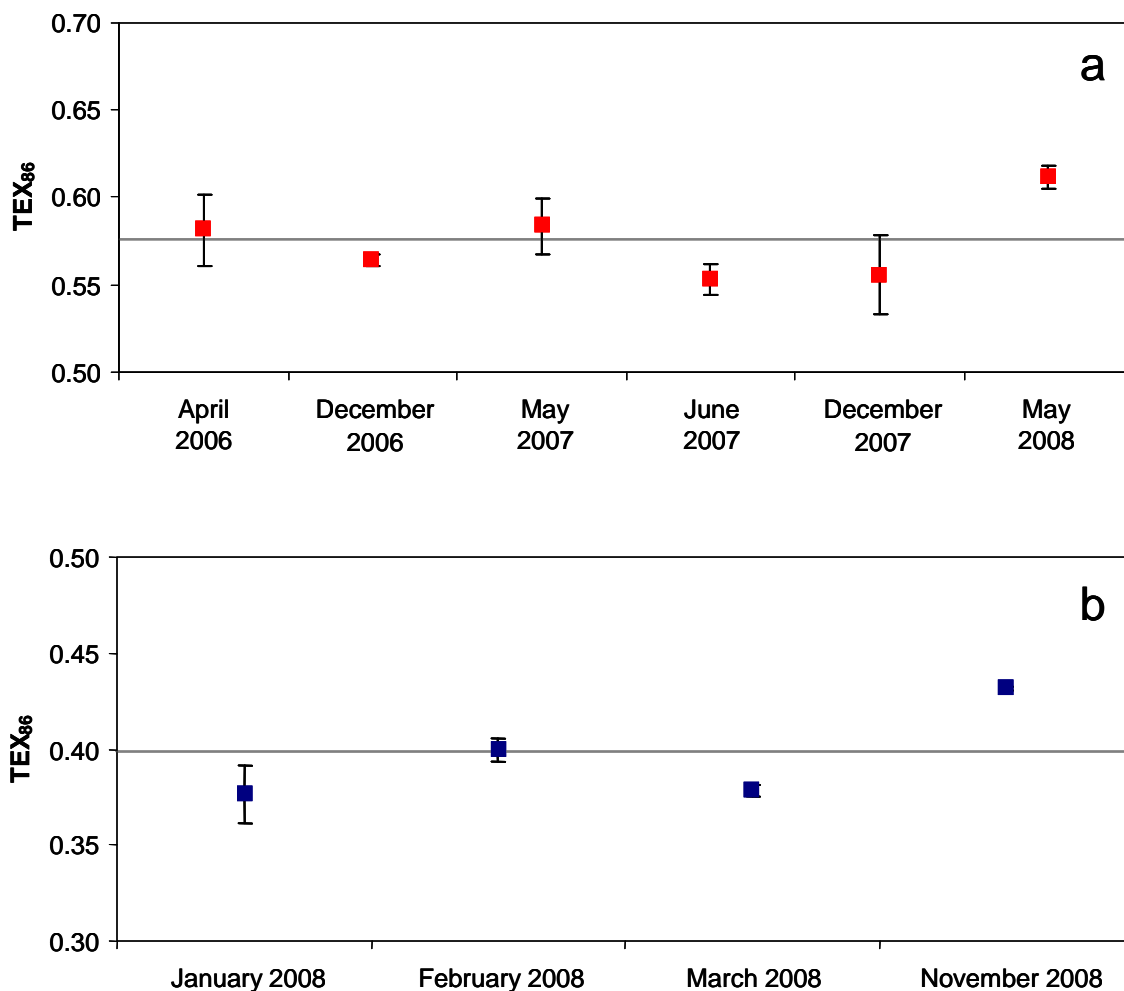 0.70
a
0.65
0.60
0.55
0.50
TEX86
April
2006
December
2006
May
2007
June
2007
December
2007
May
2008
0.50
b
0.45
0.40
0.35
0.30
TEX86
January 2008
February 2008
March 2008
November 2008